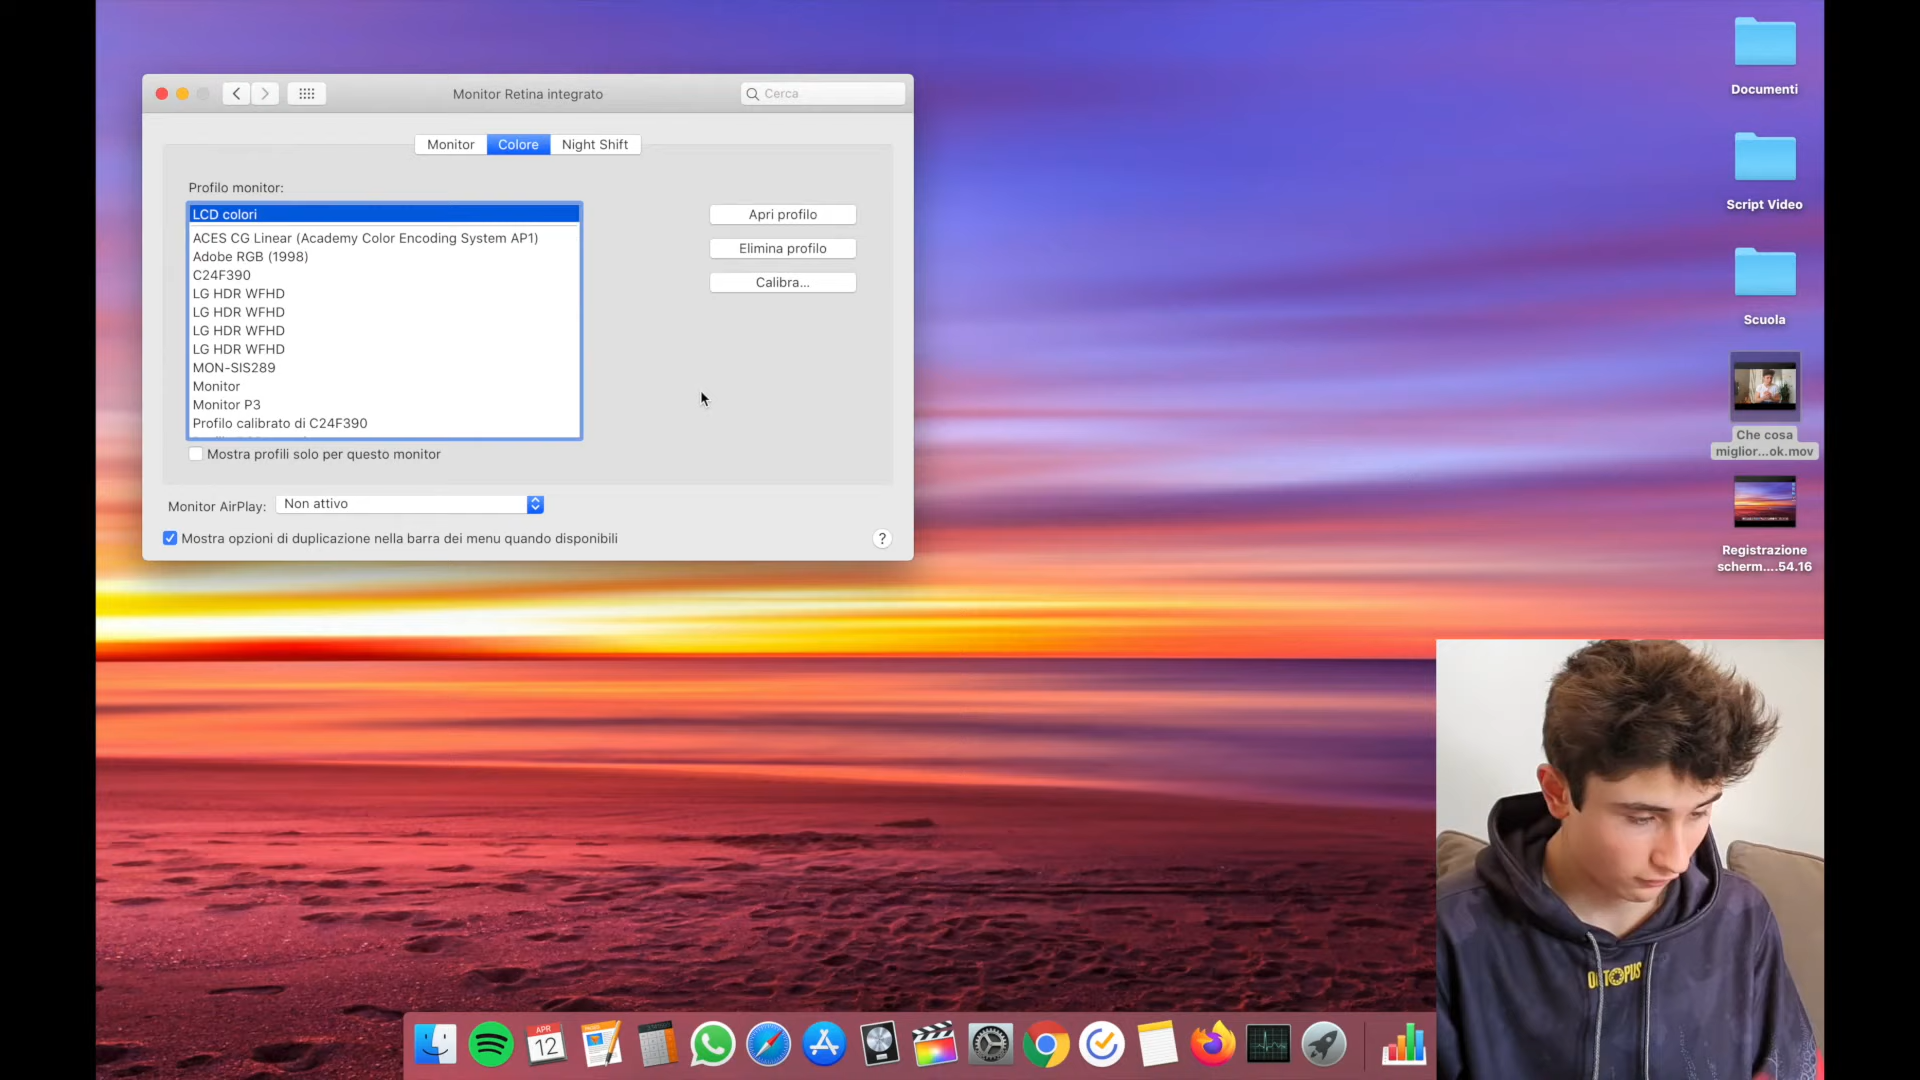 Monitor Retina integrato
Cerca
Monitor
Colore
Night Shift
Profilo monitor:
LCD colori
ACES CG Linear (Academy Color Encoding System AP1)
Adobe RGB (1998)
C24F390
LG HDR WFHD
LG HDR WFHD
LG HDR WFHD
LG HDR WFHD
MON-SIS289
Monitor
Monitor P3
Profilo calibrato di C24F390
Apri profilo
Elimina profilo
Calibra...
Mostra profili solo per questo monitor
Monitor AirPlay:
Non attivo
Mostra opzioni di duplicazione nella barra dei menu quando disponibili
?
Documenti
Script Video
Scuola
Che cosa
miglior...ok.mov
Registrazione
scherm....54.16
OCTOPUS
APR
12